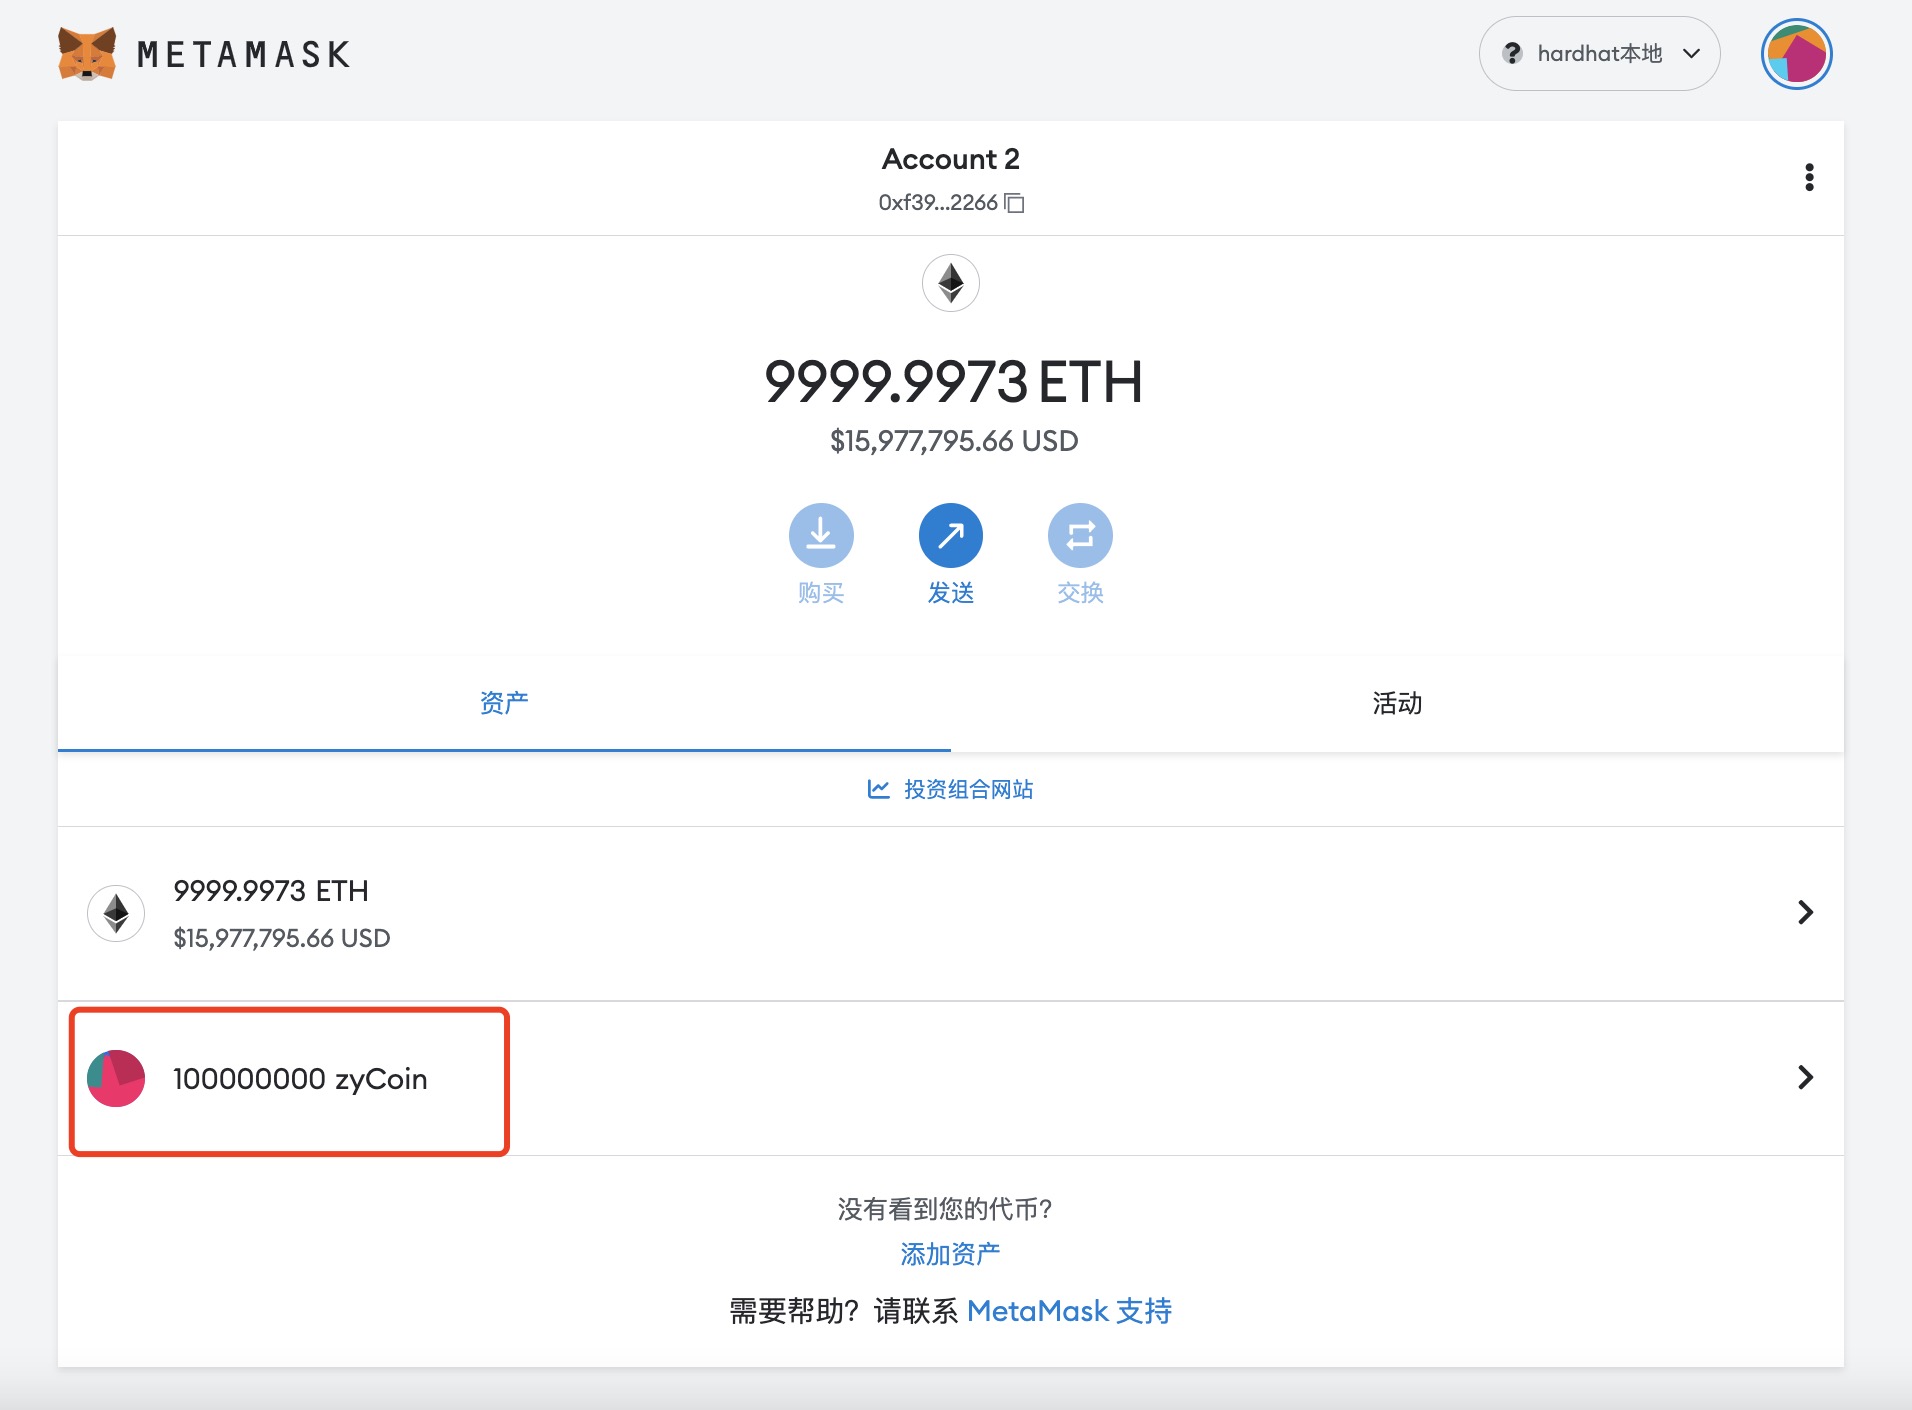 METAMASK
hardhat本地
Account 2
0xf39...2266
9999.9973 ETH
$15,977,795.66 USD
购买
发送
交换
资产
活动
投资组合网站
9999.9973 ETH
$15,977,795.66 USD
100000000 zyCoin
没有看到您的代币?
添加资产
需要帮助? 请联系 MetaMask 支持